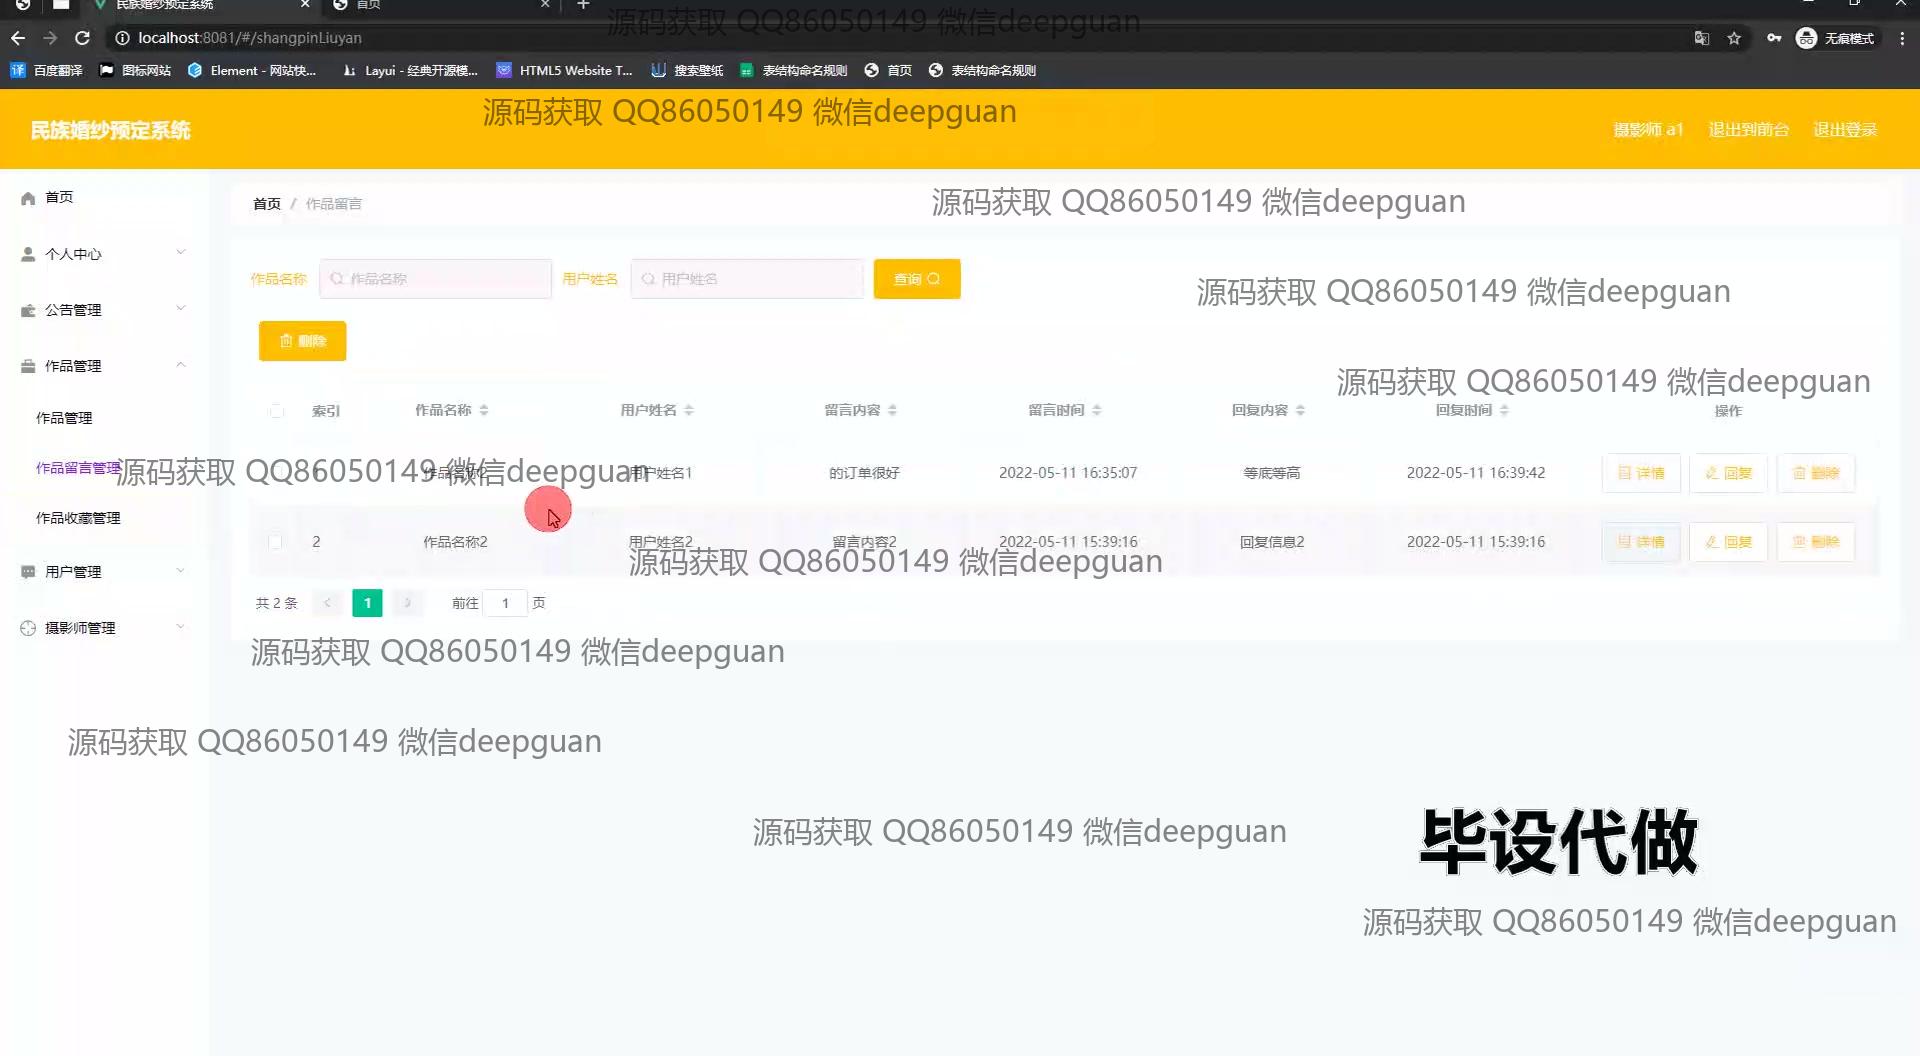 民族婚纱预定系统
首页
源码获取 QQ86050149 微信deepguan
localhost:8081/#/shangpinLiuyan
无痕模式
译 百度翻译
图标网站
Element - 网站快...
Layui - 经典开源模...
HTML5 Website T...
搜索壁纸
表结构命名规则
首页
表结构命名规则
源码获取 QQ86050149 微信deepguan
民族婚纱预定系统
摄影师 a1
退出到前台
退出登录
首页
首页 / 作品留言
源码获取 QQ86050149 微信deepguan
个人中心
作品名称
作品名称
用户姓名
用户姓名
查询
源码获取 QQ86050149 微信deepguan
公告管理
删除
作品管理
源码获取 QQ86050149 微信deepguan
索引 作品名称 用户姓名 留言内容 留言时间 回复内容 回复时间 操作
作品管理
作品留言管理
源码获取 QQ86050149 微信deepguan
作品名称2 用户姓名1 的订单很好 2022-05-11 16:35:07 等底等高 2022-05-11 16:39:42 详情 回复 删除
作品收藏管理
2 作品名称2 用户姓名2 留言内容2 2022-05-11 15:39:16 回复信息2 2022-05-11 15:39:16 详情 回复 删除
源码获取 QQ86050149 微信deepguan
用户管理
共 2 条 1 前往 1 页
摄影师管理
源码获取 QQ86050149 微信deepguan
源码获取 QQ86050149 微信deepguan
源码获取 QQ86050149 微信deepguan
毕设代做
源码获取 QQ86050149 微信deepguan